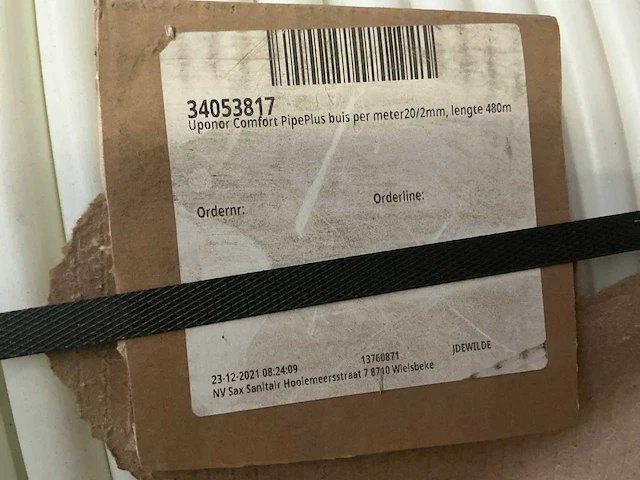 34053817
Uponor Comfort PipePlus buis per meter20/2mm, lengte 480m
Ordernr: Orderline:
23-12-2021 08:24:09 13760871 JDEWILDE
NV Sax Sanitair Hooiemeersstraat 7 8710 Wielsbeke